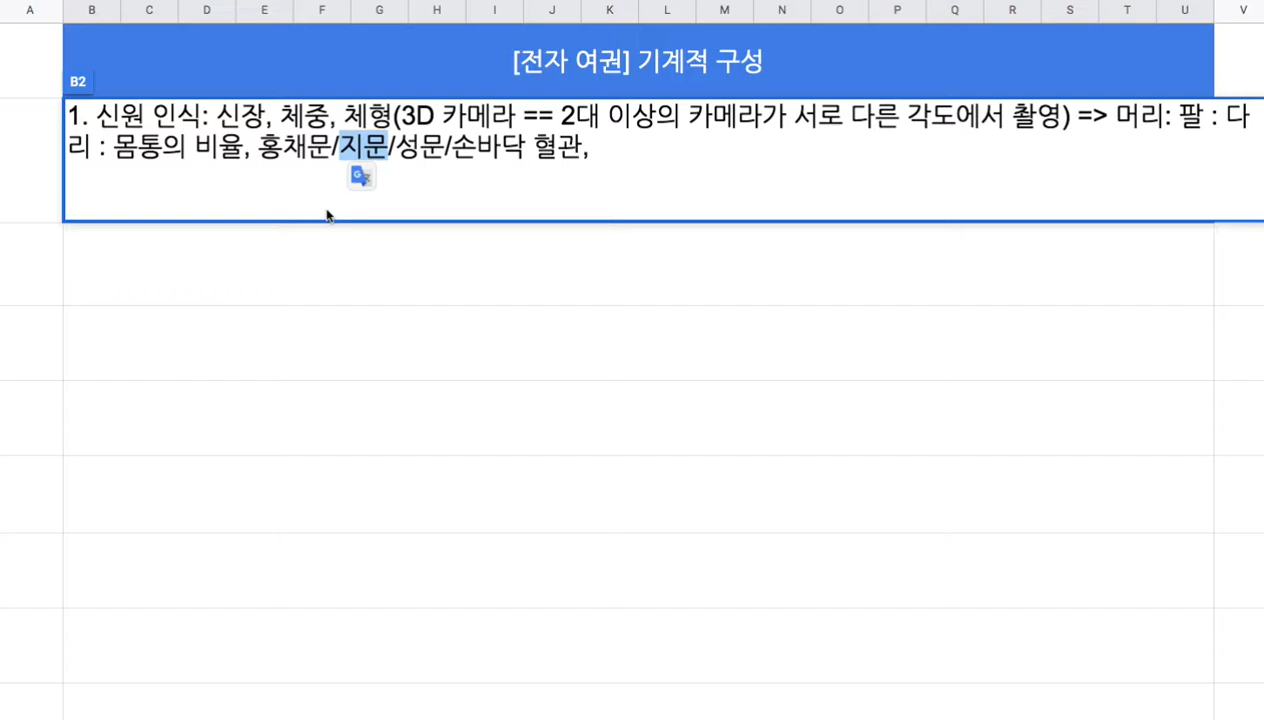 A B C D E F G H I J K L M N O P Q R S T U V
[전자 여권] 기계적 구성
B2
1. 신원 인식: 신장, 체중, 체형(3D 카메라 == 2대 이상의 카메라가 서로 다른 각도에서 촬영) => 머리: 팔 : 다
리 : 몸통의 비율, 홍채문/지문/성문/손바닥 혈관,